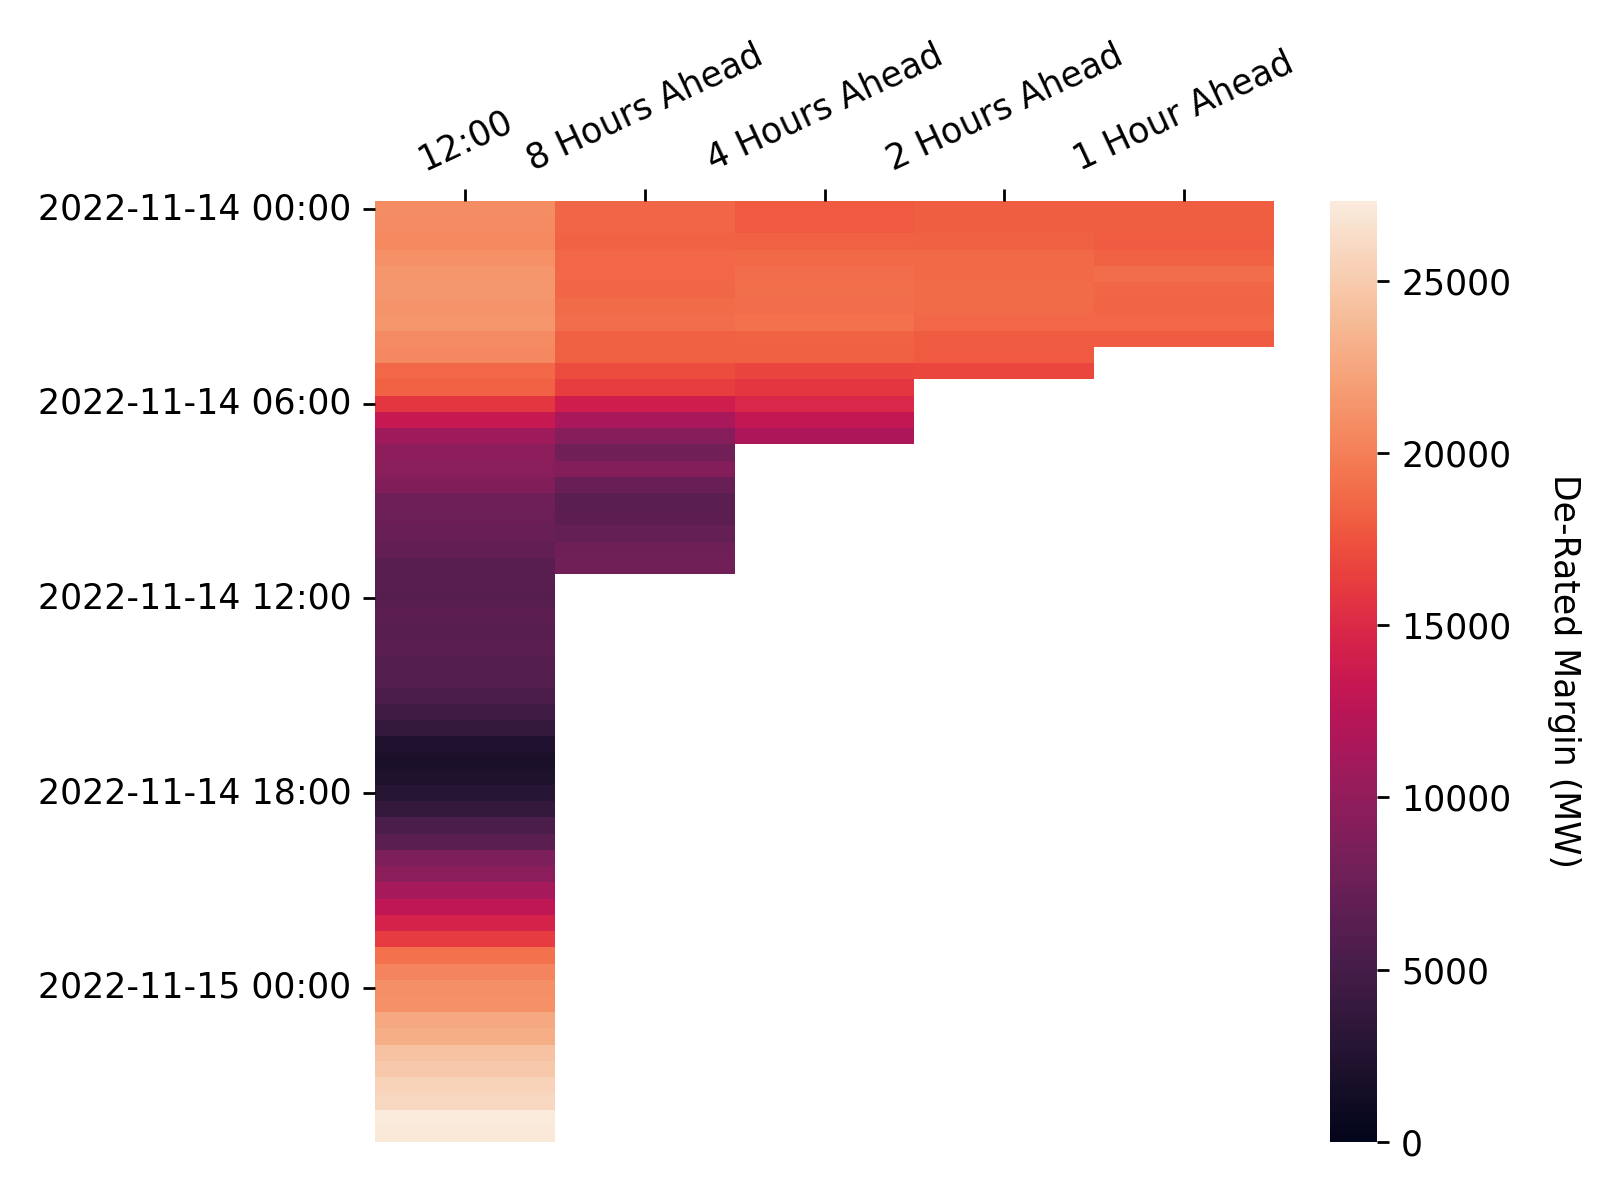 12:00
8 Hours Ahead
4 Hours Ahead
2 Hours Ahead
1 Hour Ahead
2022-11-14 00:00
2022-11-14 06:00
2022-11-14 12:00
2022-11-14 18:00
2022-11-15 00:00
25000
20000
15000
10000
5000
0
De-Rated Margin (MW)